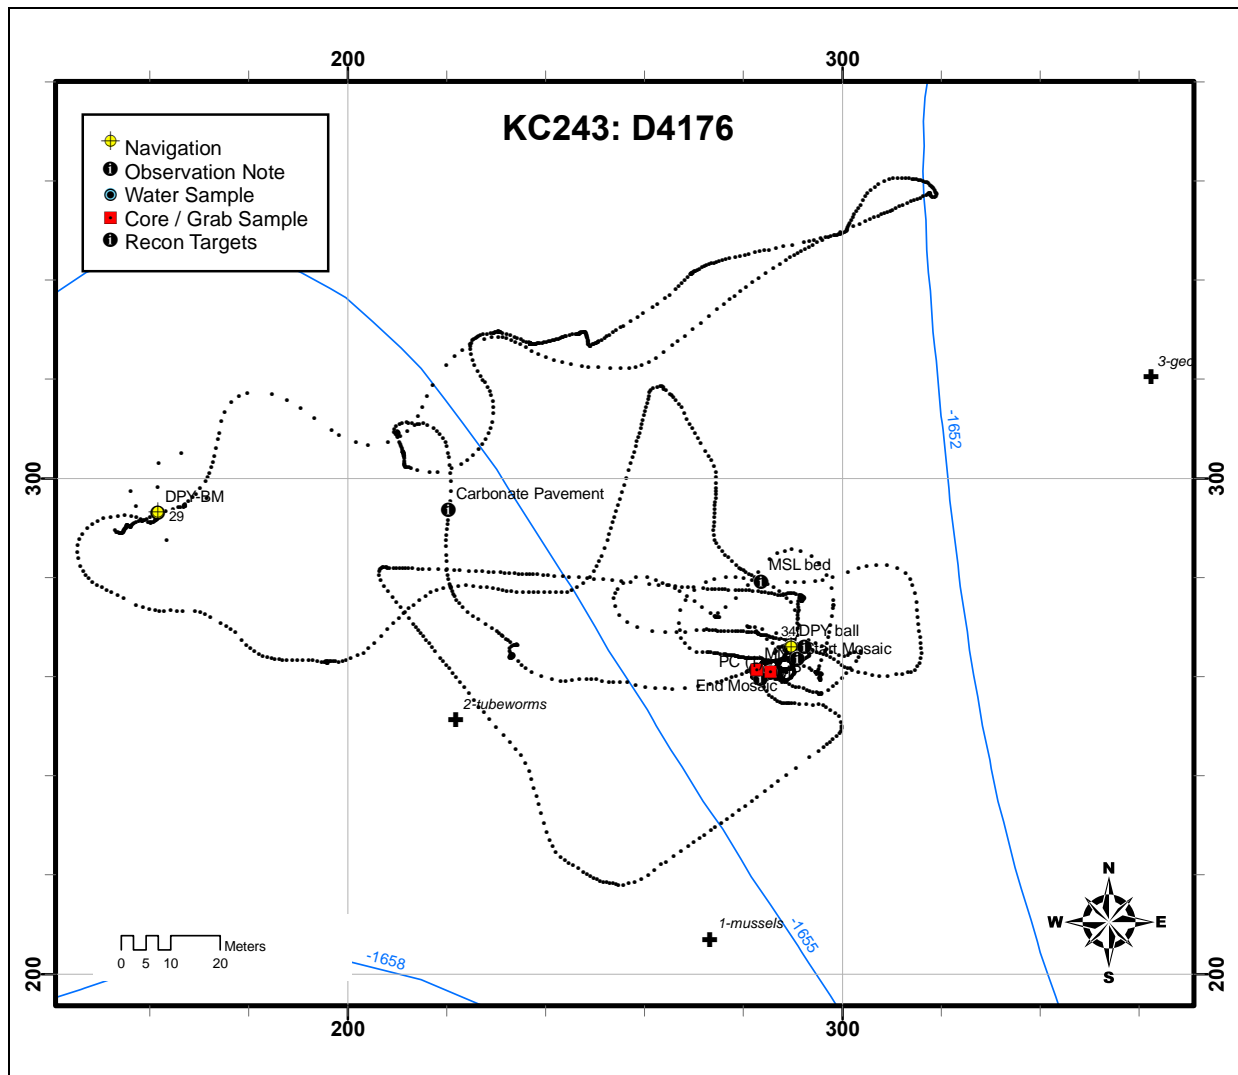 200
300
KC243: D4176
Navigation
Observation Note
Water Sample
Core / Grab Sample
Recon Targets
3-geo
-1652
300
300
DPY-BM
29
Carbonate Pavement
MSL bed
34
DPY ball
Start Mosaic
PC
End Mosaic
2-tubeworms
1-mussels
-1655
-1658
N
W
E
S
Meters
0
5
10
20
200
200
200
300